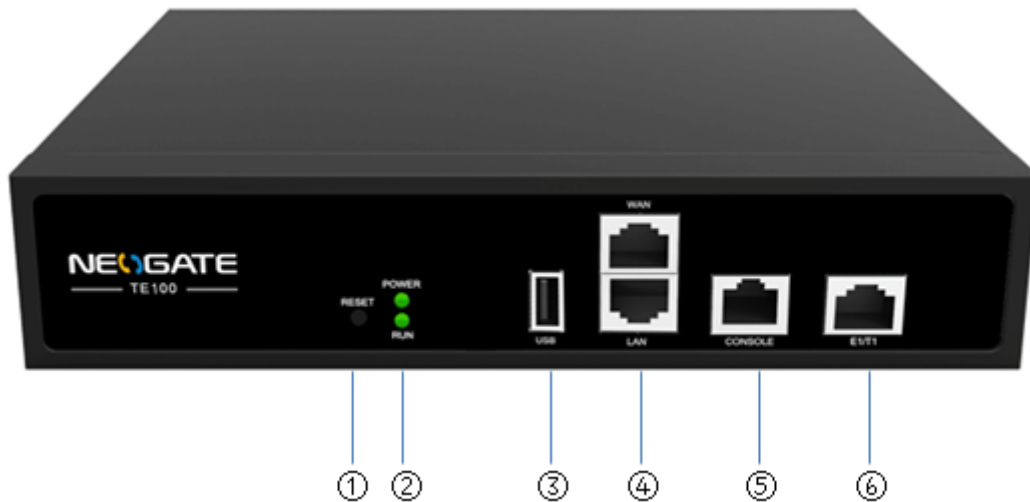 WAN
NEOGATE
TE100
RESET
POWER
RUN
USB
LAN
CONSOLE
E1/T1
① ② ③ ④ ⑤ ⑥